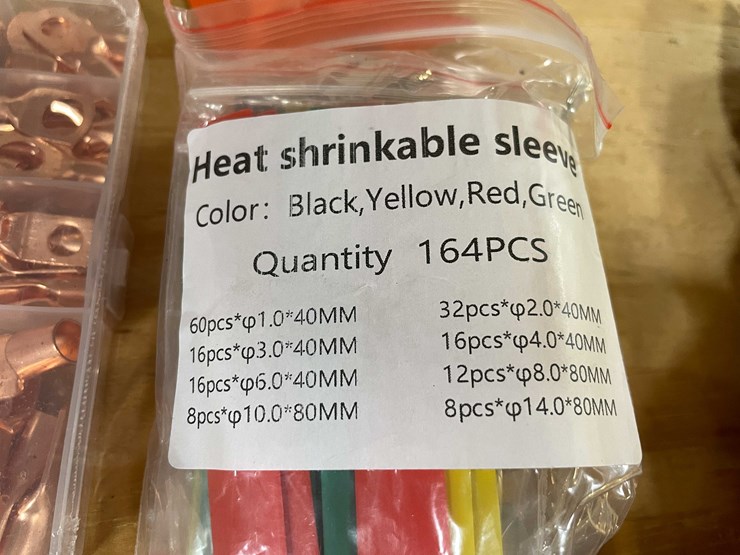 Heat shrinkable sleeve
Color: Black,Yellow,Red,Green
Quantity 164PCS
60pcs*φ1.0*40MM 32pcs*φ2.0*40MM
16pcs*φ3.0*40MM 16pcs*φ4.0*40MM
16pcs*φ6.0*40MM 12pcs*φ8.0*80MM
8pcs*φ10.0*80MM 8pcs*φ14.0*80MM